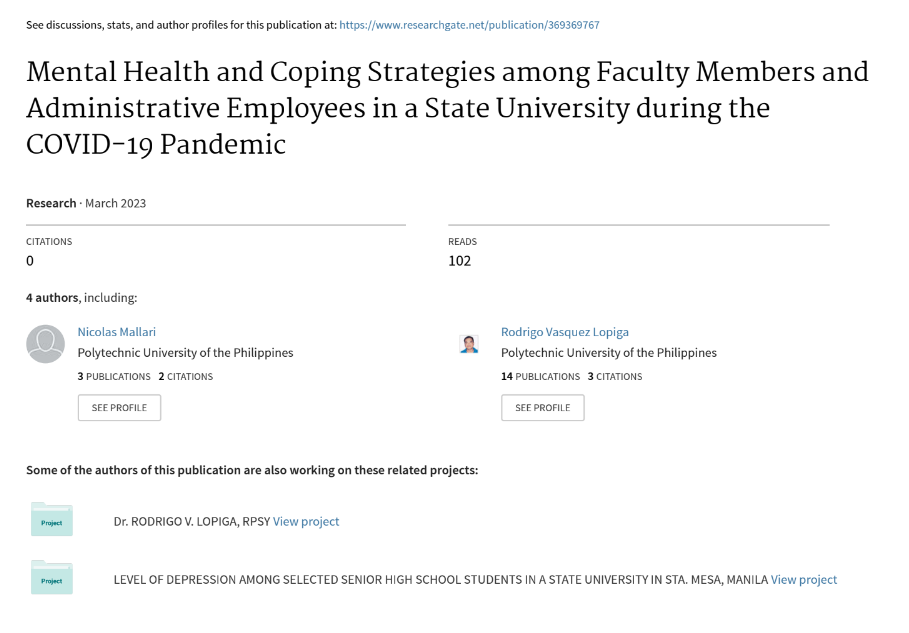 See discussions, stats, and author profiles for this publication at: https://www.researchgate.net/publication/369369767
Mental Health and Coping Strategies among Faculty Members and
Administrative Employees in a State University during the
COVID-19 Pandemic
Research · March 2023
CITATIONS
0
READS
102
4 authors, including:
Nicolas Mallari
Polytechnic University of the Philippines
3 PUBLICATIONS 2 CITATIONS
SEE PROFILE
Rodrigo Vasquez Lopiga
Polytechnic University of the Philippines
14 PUBLICATIONS 3 CITATIONS
SEE PROFILE
Some of the authors of this publication are also working on these related projects:
Project
Dr. RODRIGO V. LOPIGA, RPSY View project
Project
LEVEL OF DEPRESSION AMONG SELECTED SENIOR HIGH SCHOOL STUDENTS IN A STATE UNIVERSITY IN STA. MESA, MANILA View project